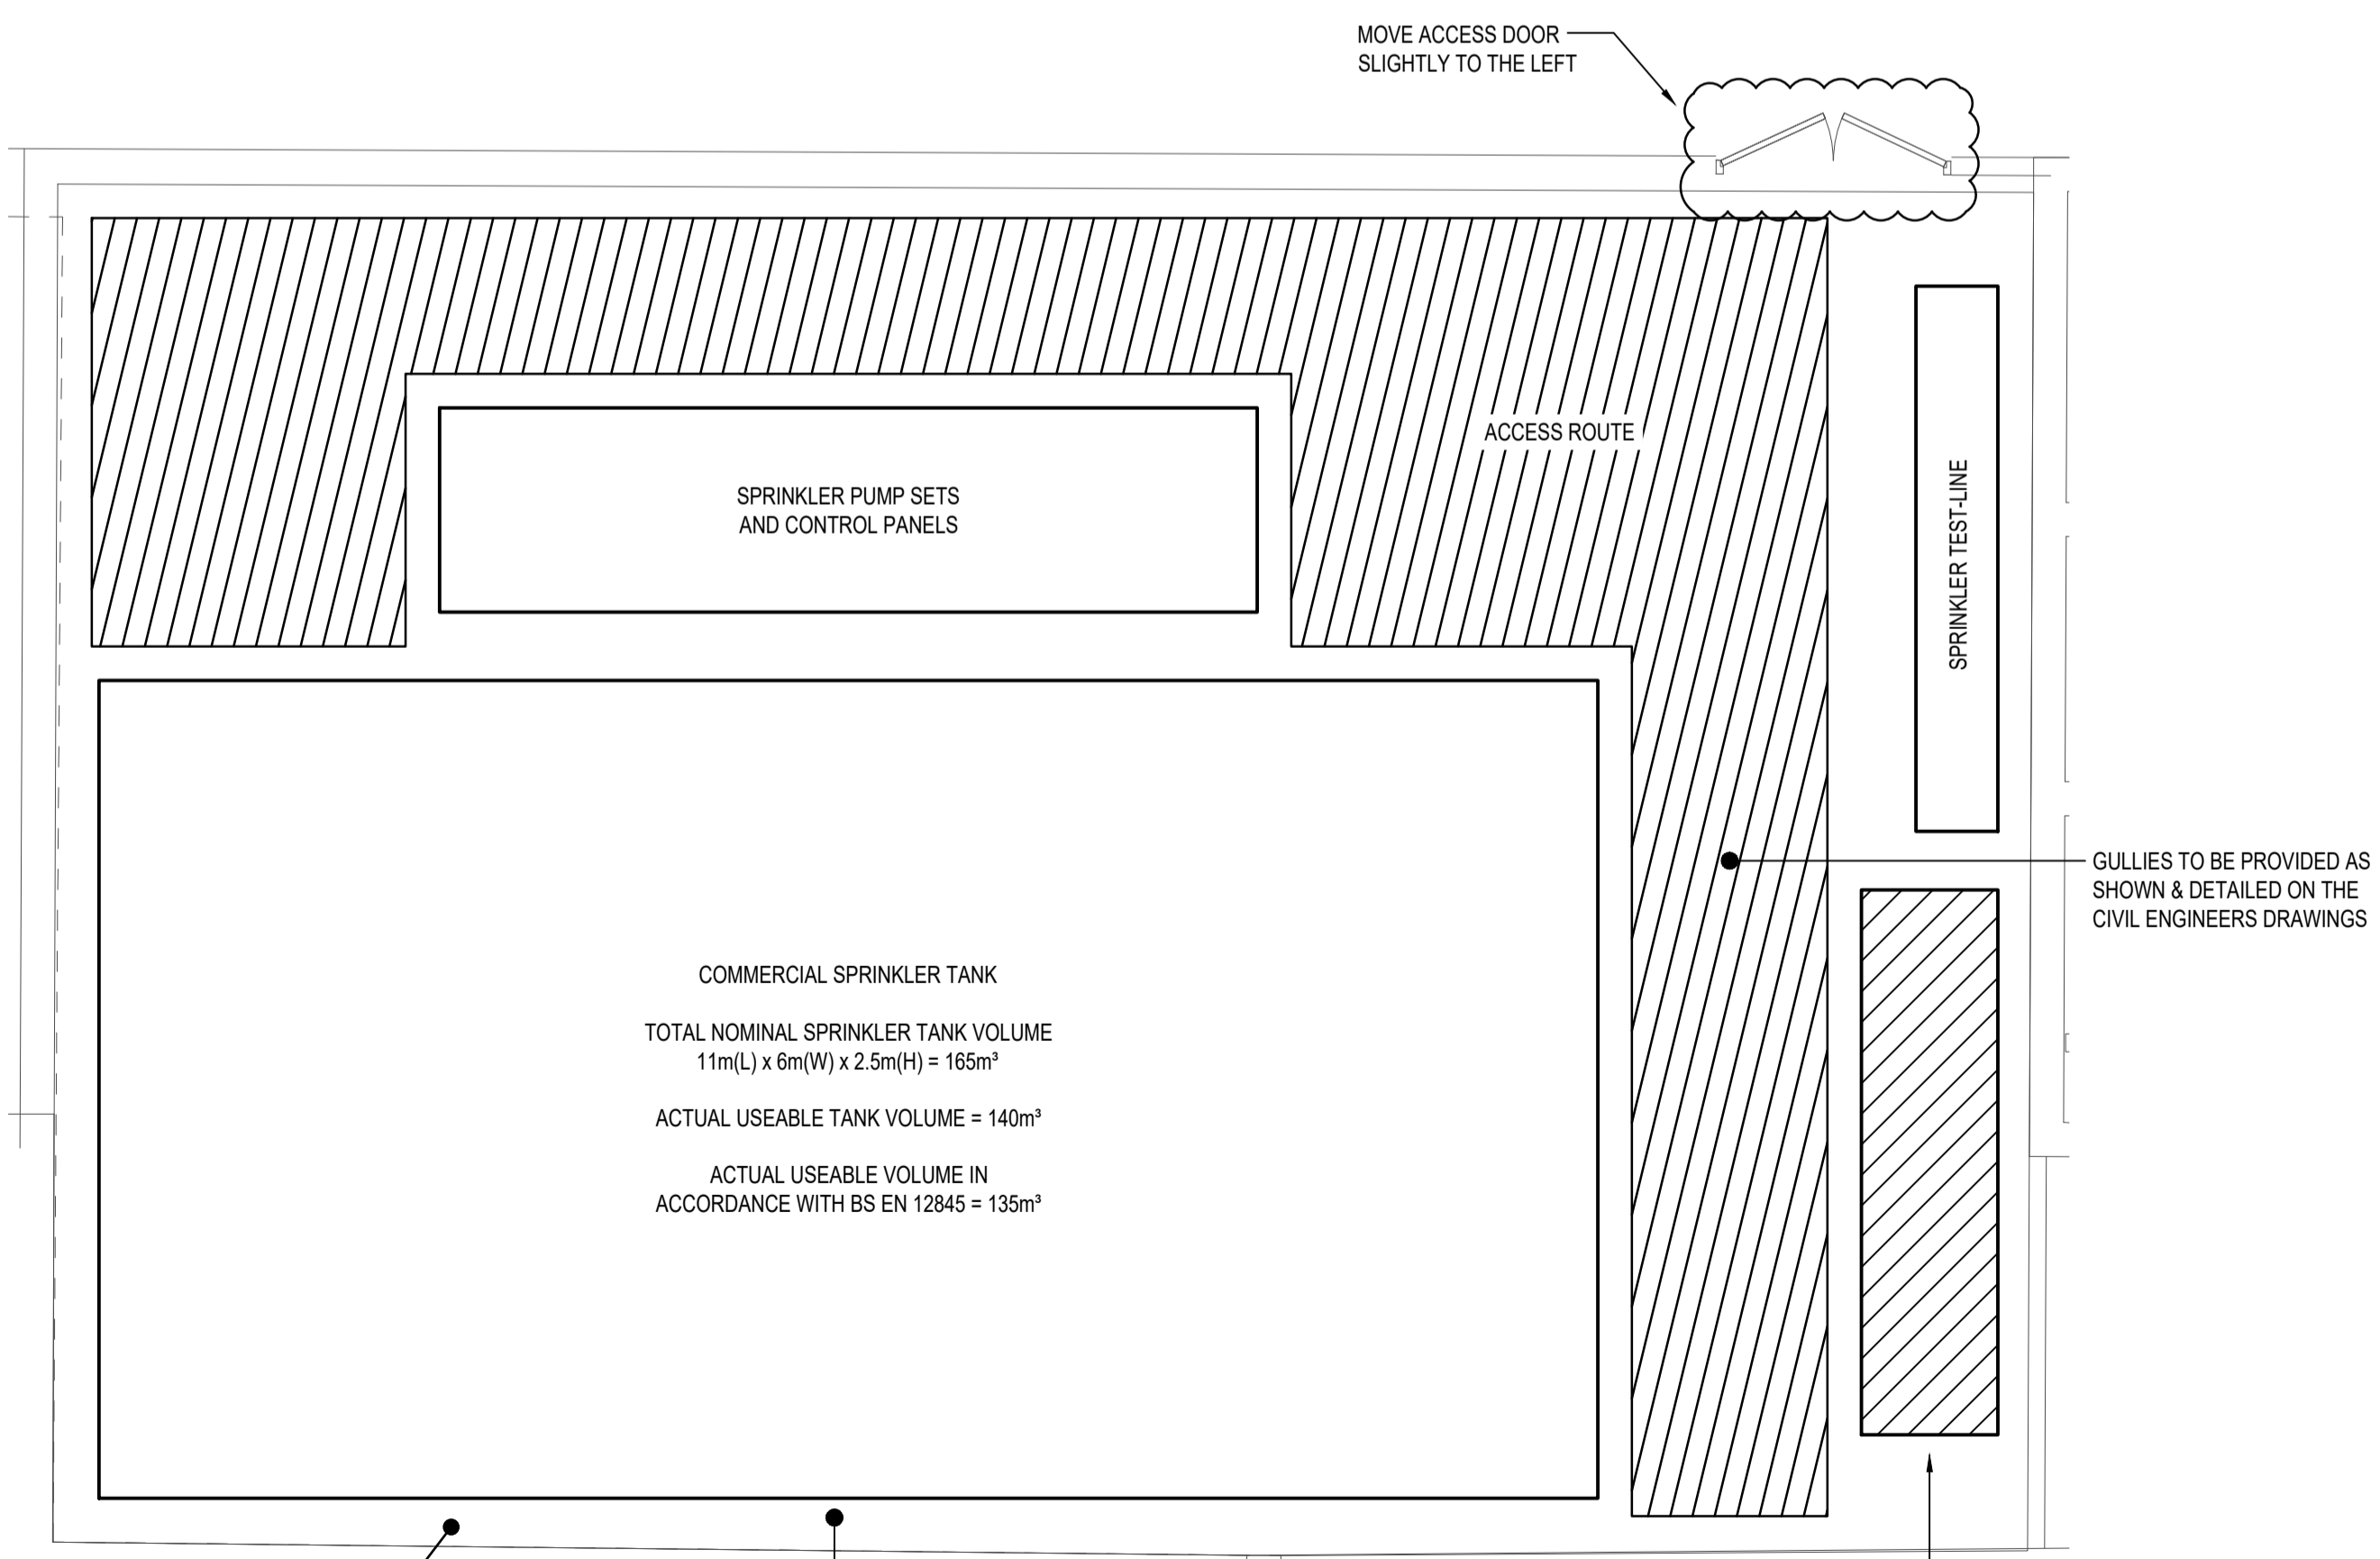 MOVE ACCESS DOOR
SLIGHTLY TO THE LEFT
ACCESS ROUTE
SPRINKLER PUMP SETS
AND CONTROL PANELS
SPRINKLER TEST-LINE
GULLIES TO BE PROVIDED AS
SHOWN & DETAILED ON THE
CIVIL ENGINEERS DRAWINGS
COMMERCIAL SPRINKLER TANK
TOTAL NOMINAL SPRINKLER TANK VOLUME
11m(L) x 6m(W) x 2.5m(H) = 165m³
ACTUAL USEABLE TANK VOLUME = 140m³
ACTUAL USEABLE VOLUME IN
ACCORDANCE WITH BS EN 12845 = 135m³